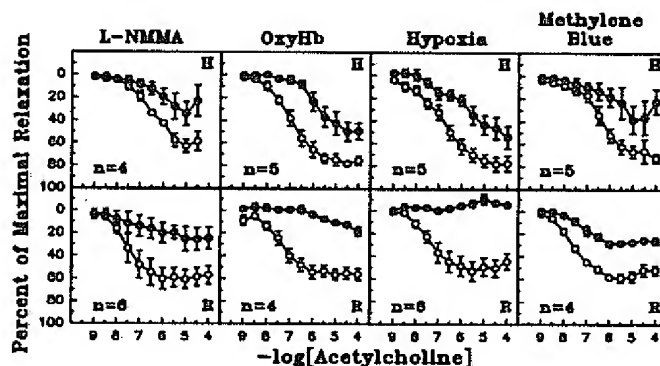 L-NMMA OxyHb Hypoxia Methylene Blue
Percent of Maximal Relaxation
0 20 40 60 80 100
H n=4
H n=5
H n=5
H n=5
0 20 40 60 80 100
n=6 R
n=4 R
n=6 R
n=4 R
9 8 7 6 5 4 9 8 7 6 5 4 9 8 7 6 5 4 9 8 7 6 5 4
-log[Acetylcholine]